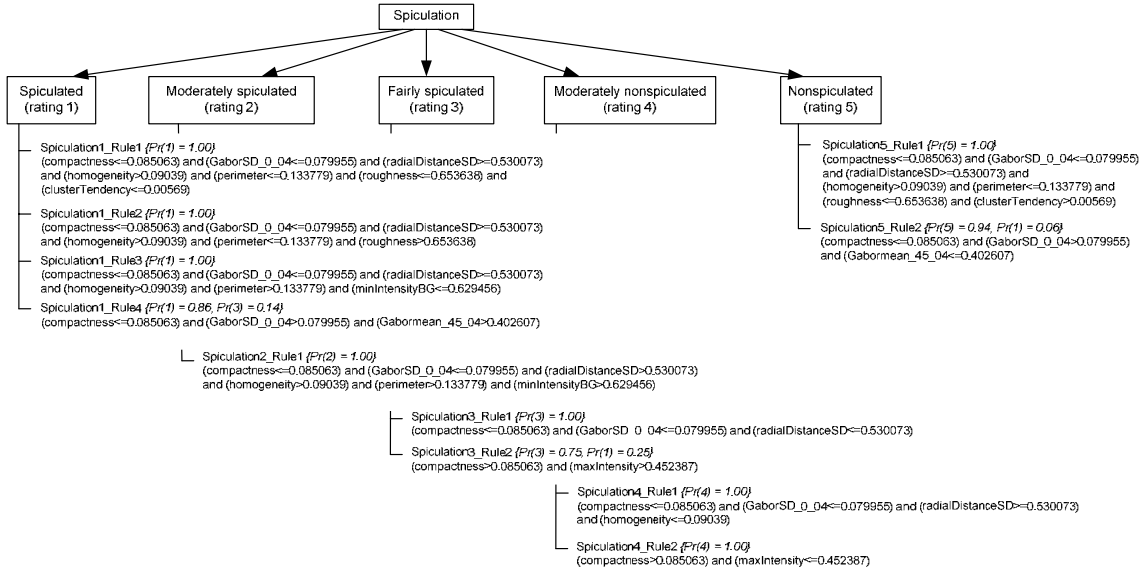 Spiculation
Spiculated
(rating 1)
Moderately spiculated
(rating 2)
Fairly spiculated
(rating 3)
Moderately nonspiculated
(rating 4)
Nonspiculated
(rating 5)
Spiculation1_Rule1 {Pr(1) = 1.00}
(compactness<=0.085063) and (GaborSD_0_04<=0.079955) and (radialDistanceSD>=0.530073)
and (homogeneity>0.09039) and (perimeter<=0.133779) and (roughness<=0.653638) and
(clusterTendency<=0.00569)
Spiculation1_Rule2 {Pr(1) = 1.00}
(compactness<=0.085063) and (GaborSD_0_04<=0.079955) and (radialDistanceSD>=0.530073)
and (homogeneity>0.09039) and (perimeter<=0.133779) and (roughness>0.653638)
Spiculation1_Rule3 {Pr(1) = 1.00}
(compactness<=0.085063) and (GaborSD_0_04<=0.079955) and (radialDistanceSD>=0.530073)
and (homogeneity>0.09039) and (perimeter>0.133779) and (minIntensityBG<=0.629456)
Spiculation1_Rule4 {Pr(1) = 0.86, Pr(3) = 0.14}
(compactness<=0.085063) and (GaborSD_0_04>0.079955) and (Gabormean_45_04>0.402607)
Spiculation2_Rule1 {Pr(2) = 1.00}
(compactness<=0.085063) and (GaborSD_0_04<=0.079955) and (radialDistanceSD>0.530073)
and (homogeneity>0.09039) and (perimeter>0.133779) and (minIntensityBG>0.629456)
Spiculation3_Rule1 {Pr(3) = 1.00}
(compactness<=0.085063) and (GaborSD_0_04<=0.079955) and (radialDistanceSD<=0.530073)
Spiculation3_Rule2 {Pr(3) = 0.75, Pr(1) = 0.25}
(compactness>0.085063) and (maxIntensity>0.452387)
Spiculation4_Rule1 {Pr(4) = 1.00}
(compactness<=0.085063) and (GaborSD_0_04<=0.079955) and (radialDistanceSD>=0.530073)
and (homogeneity<=0.09039)
Spiculation4_Rule2 {Pr(4) = 1.00}
(compactness>0.085063) and (maxIntensity<=0.452387)
Spiculation5_Rule1 {Pr(5) = 1.00}
(compactness<=0.085063) and (GaborSD_0_04<=0.079955)
and (radialDistanceSD>=0.530073) and
(homogeneity>0.09039) and (perimeter<=0.133779) and
(roughness<=0.653638) and (clusterTendency>0.00569)
Spiculation5_Rule2 {Pr(5) = 0.94, Pr(1) = 0.06}
(compactness<=0.085063) and (GaborSD_0_04>0.079955)
and (Gabormean_45_04<=0.402607)